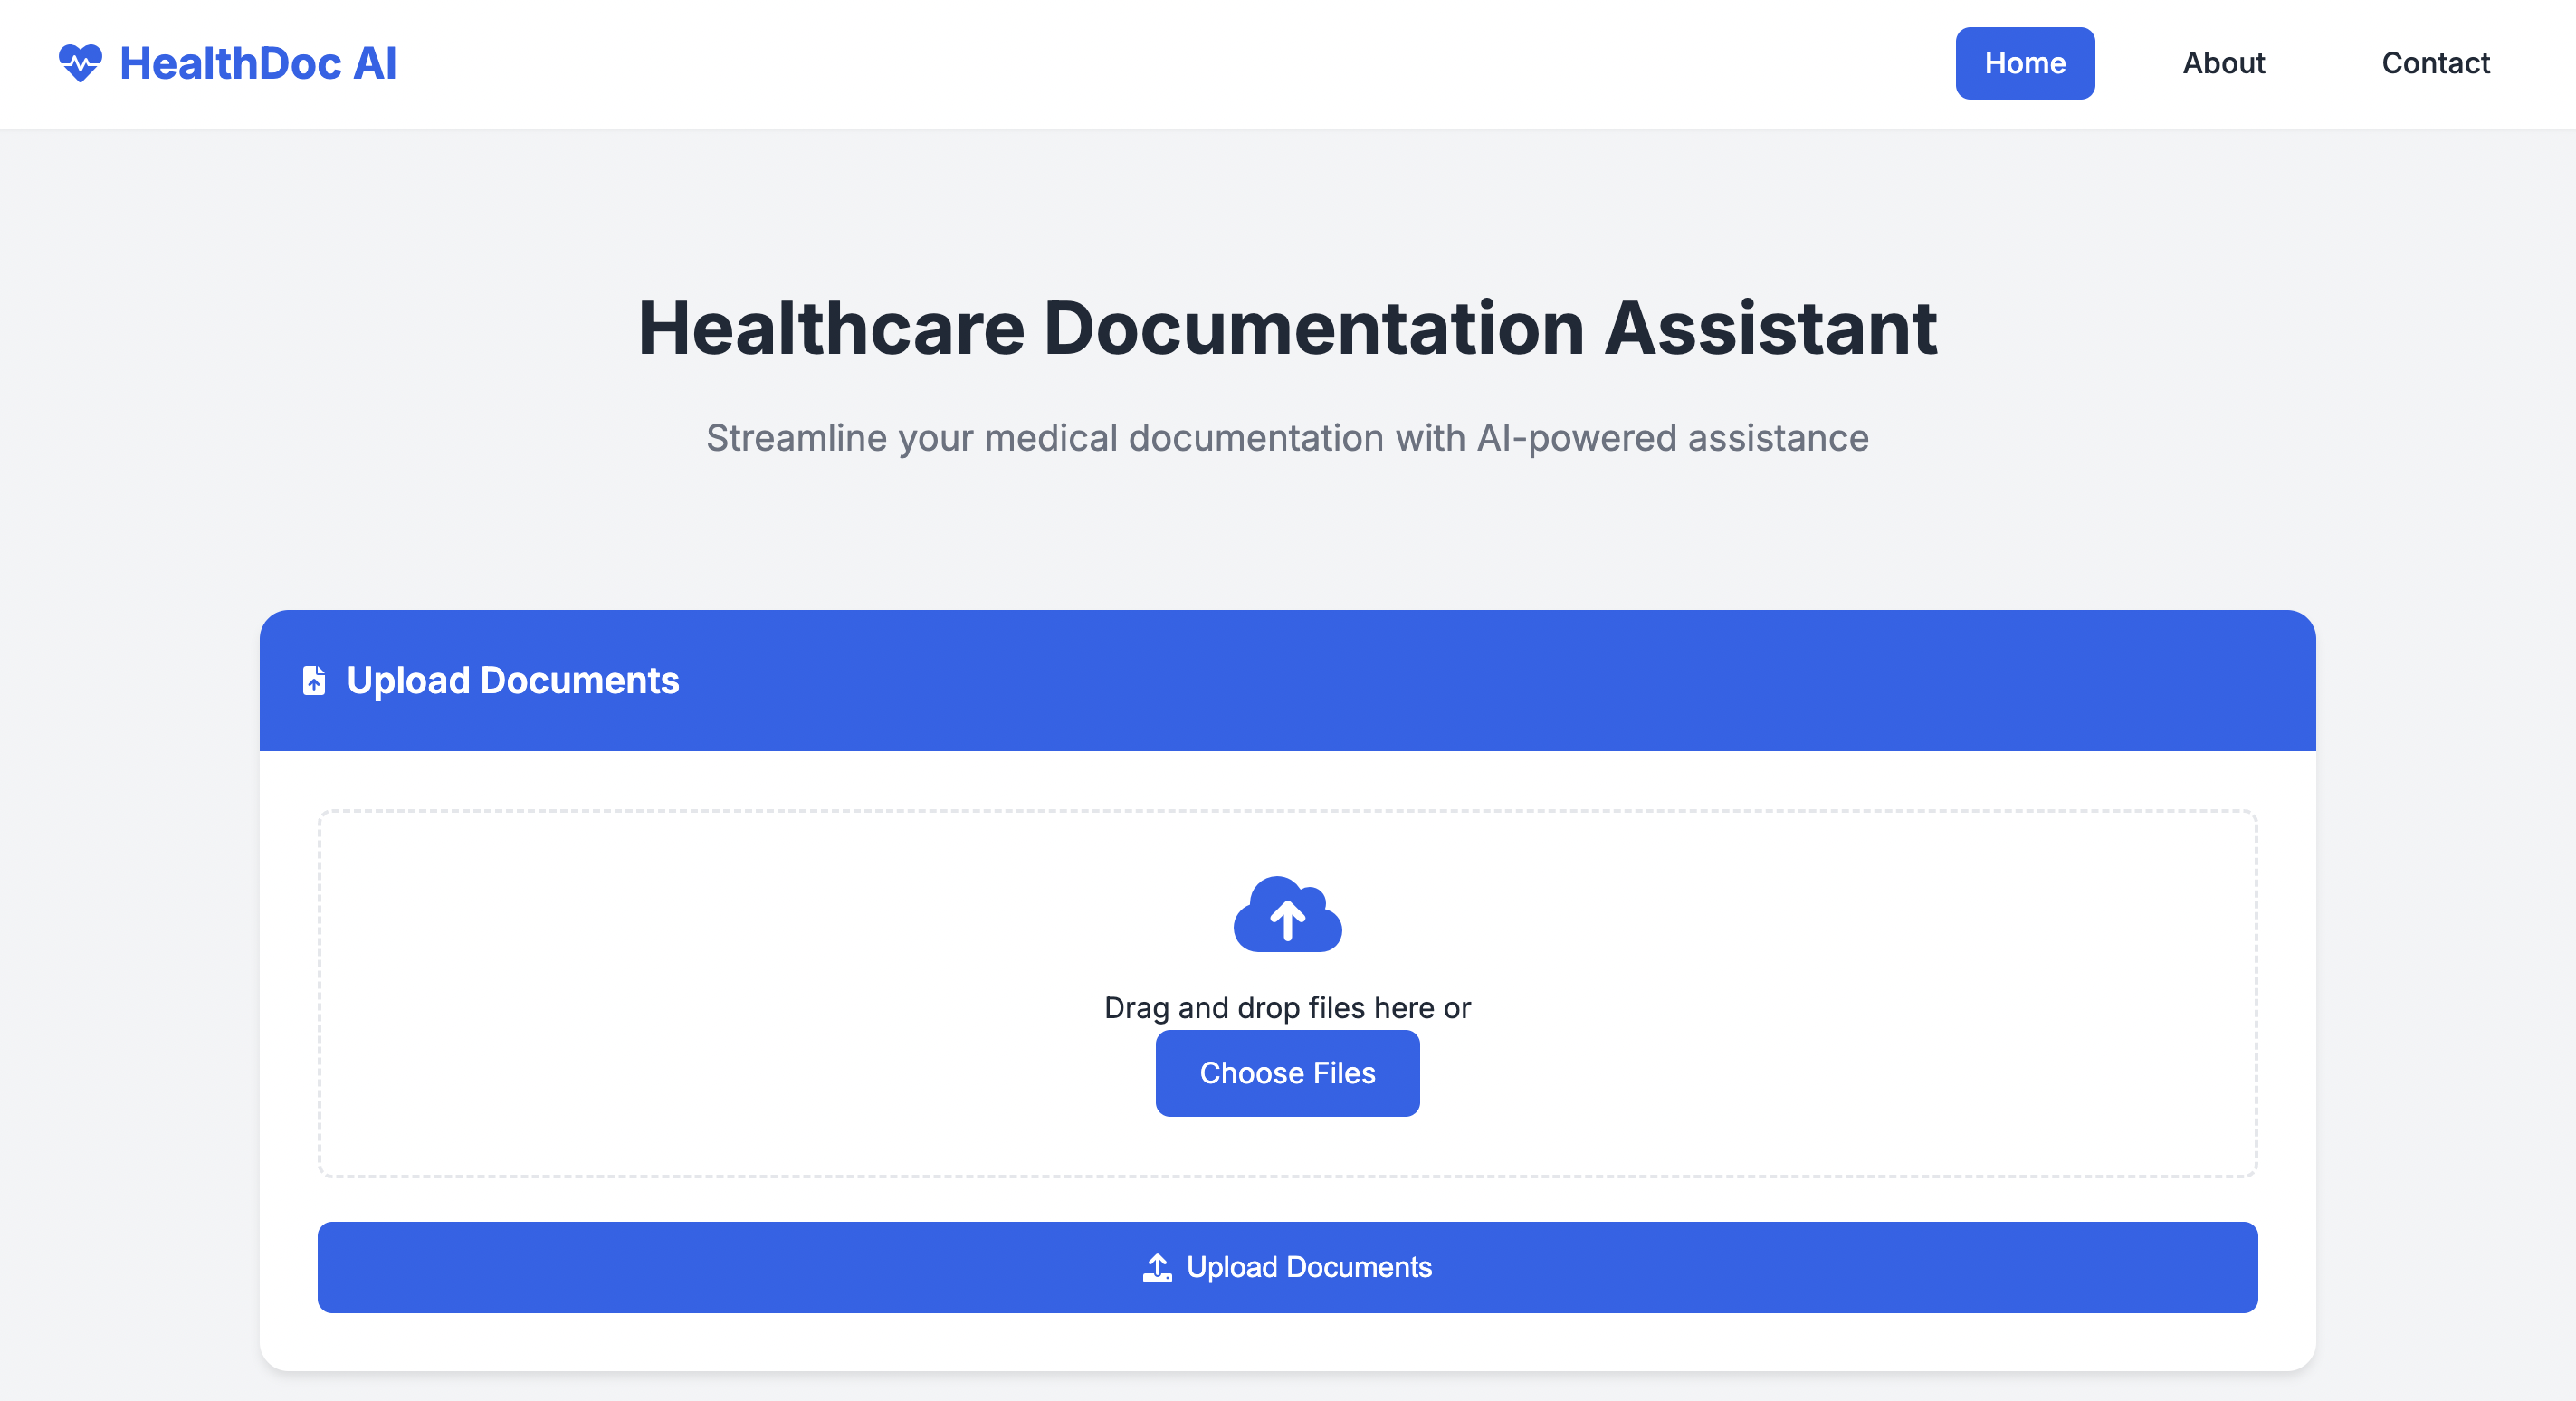 HealthDoc AI
Home
About
Contact
Healthcare Documentation Assistant
Streamline your medical documentation with AI-powered assistance
Upload Documents
Drag and drop files here or
Choose Files
Upload Documents